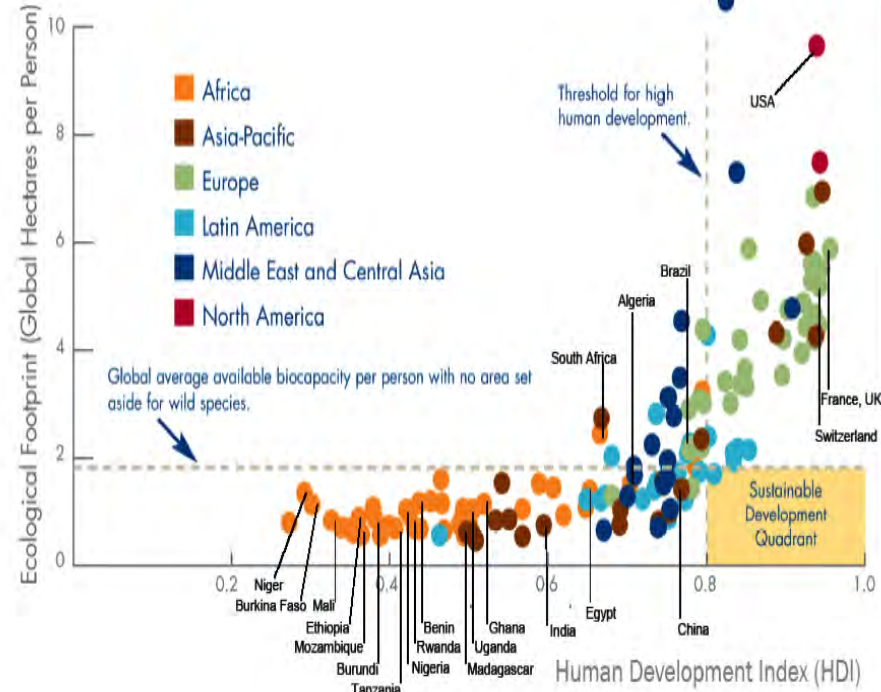 Ecological Footprint (Global Hectares per Person)
10
8
6
4
2
0
Africa
Asia-Pacific
Europe
Latin America
Middle East and Central Asia
North America
Threshold for high
human development.
USA
Brazil
Algeria
South Africa
Global average available biocapacity per person with no area set
aside for wild species.
France, UK
Switzerland
Sustainable
Development
Quadrant
0.2
0.4
0.6
0.8
1.0
Niger
Burkina Faso
Mali
Ethiopia
Mozambique
Burundi
Tanzania
Benin
Rwanda
Nigeria
Ghana
Uganda
Madagascar
India
Egypt
China
Human Development Index (HDI)